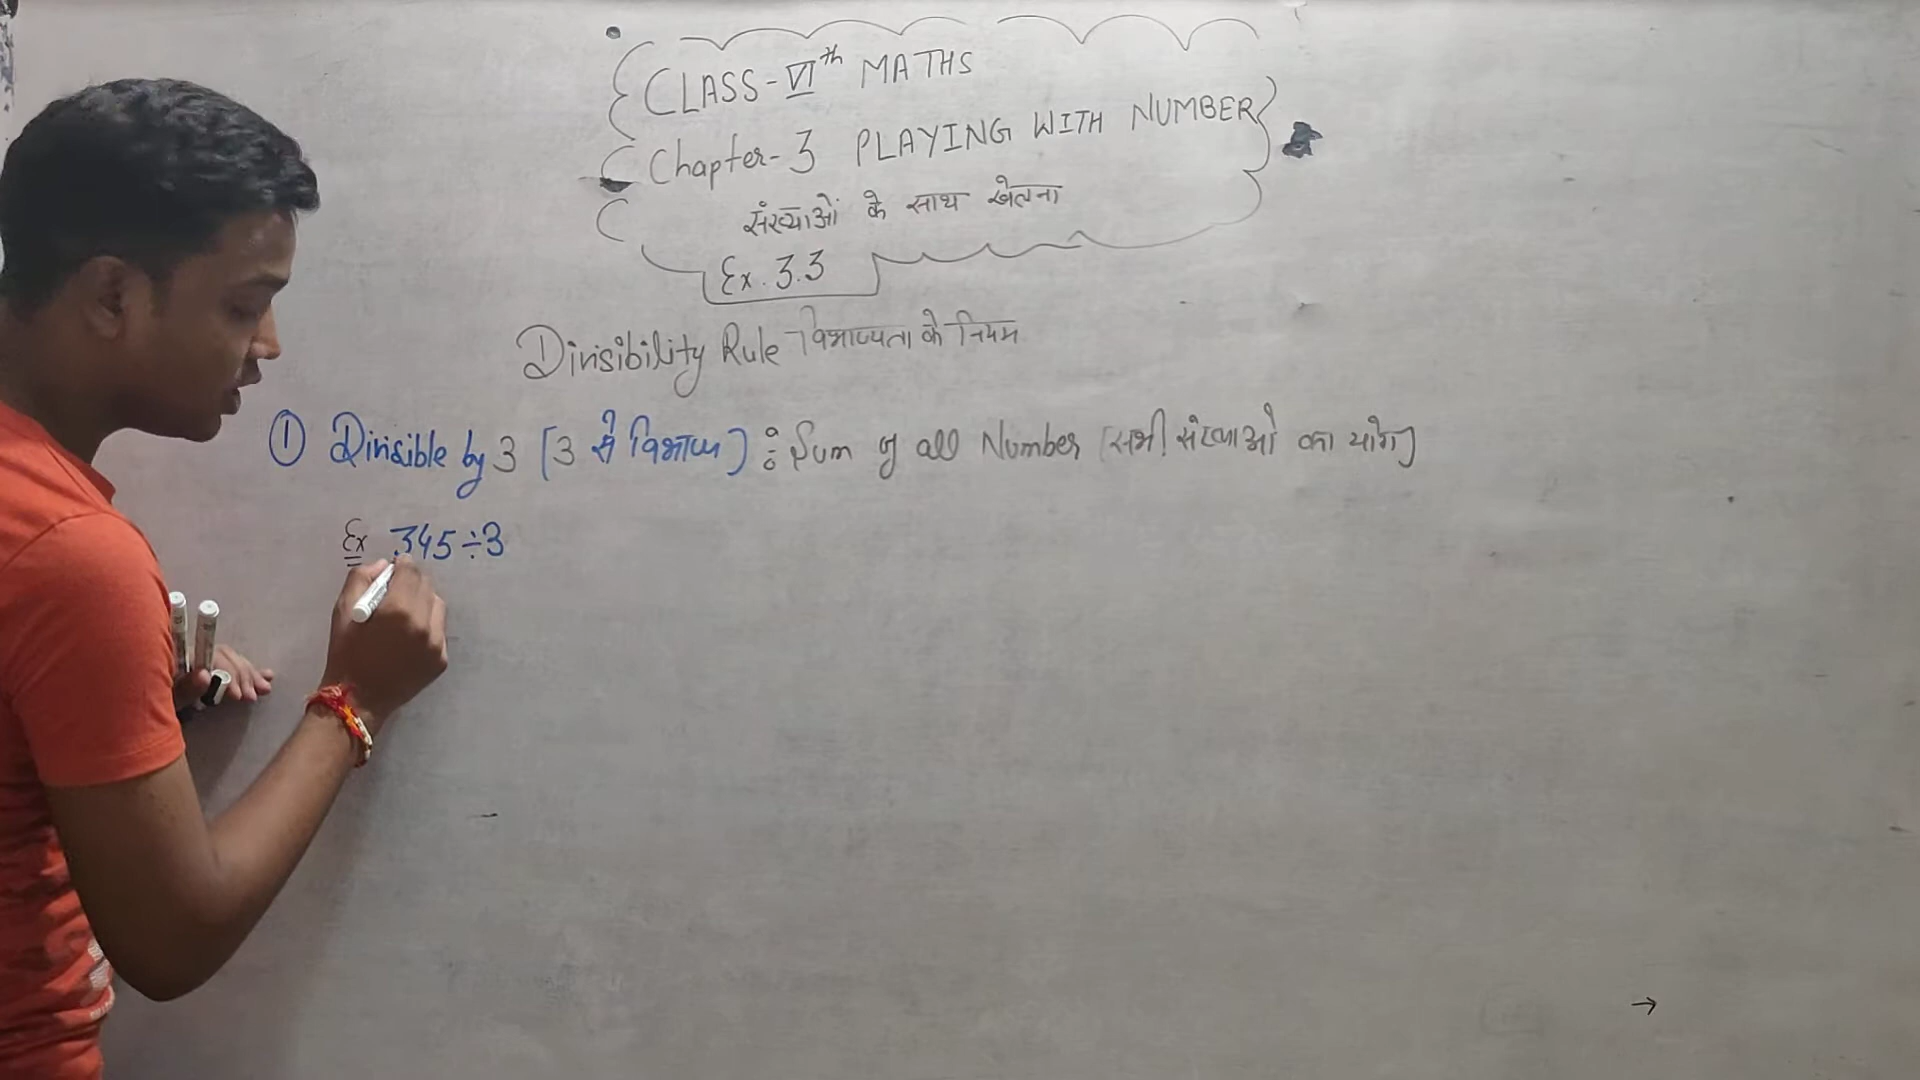 CLASS-VIth MATHS
Chapter-3 PLAYING WITH NUMBER
संख्याओं के साथ खेलना
Ex. 3.3
Divisibility Rule विभाज्यता के नियम
① Divisible by 3 [3 से विभाज्य] : Sum of all Number [सभी संख्याओ का योग]
Ex 345÷3